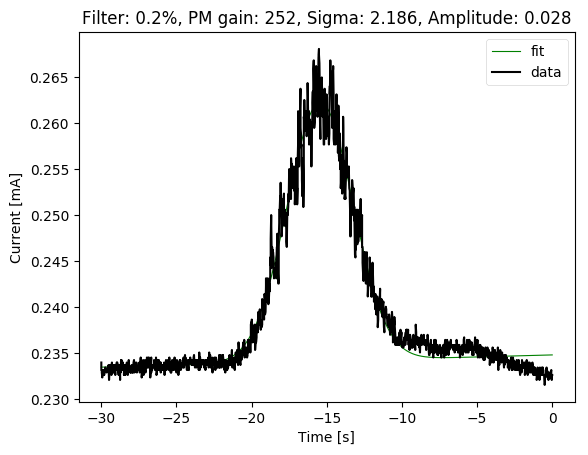 Filter: 0.2%, PM gain: 252, Sigma: 2.186, Amplitude: 0.028
fit
data
0.265
0.260
0.255
0.250
0.245
0.240
0.235
0.230
Current [mA]
−30 −25 −20 −15 −10 −5 0
Time [s]